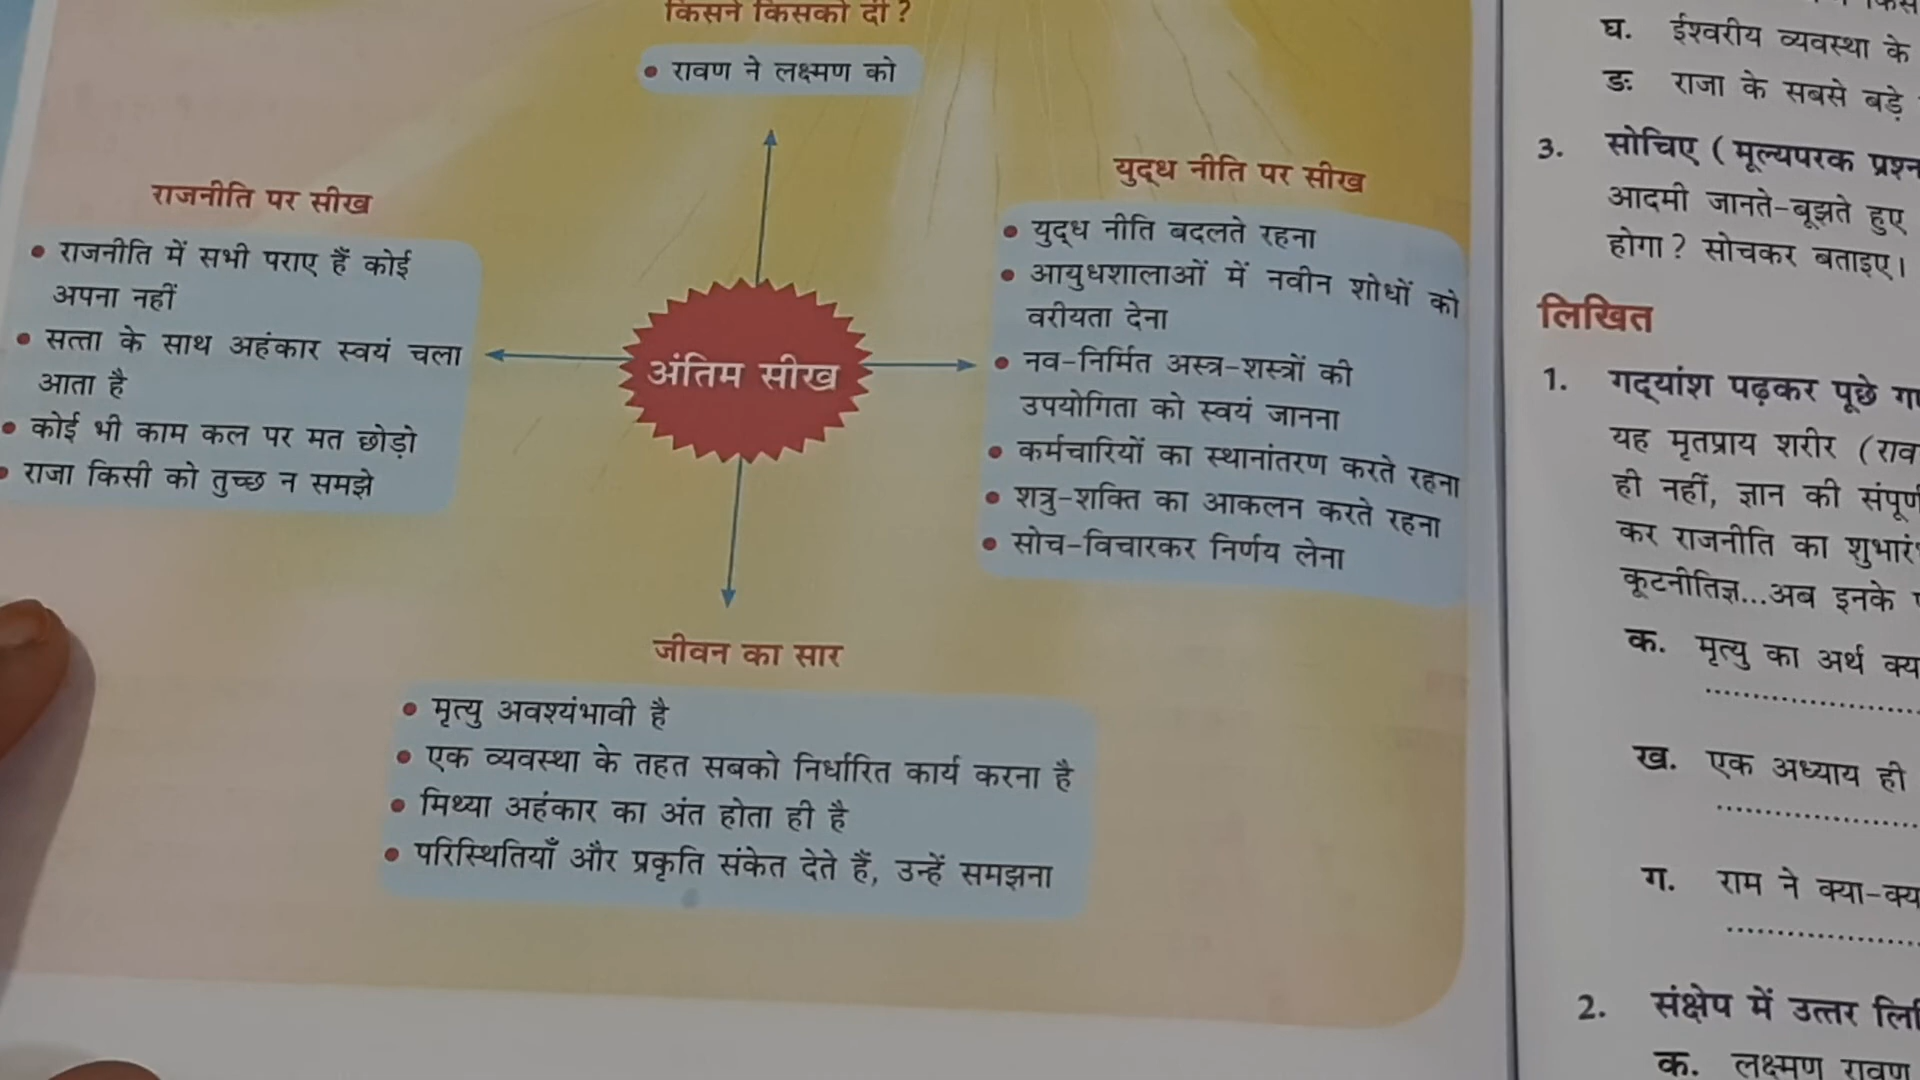 किसने किसको दी?
• रावण ने लक्ष्मण को
राजनीति पर सीख
• राजनीति में सभी पराए हैं कोई
अपना नहीं
• सत्ता के साथ अहंकार स्वयं चला
आता है
• कोई भी काम कल पर मत छोड़ो
• राजा किसी को तुच्छ न समझे
अंतिम सीख
युद्ध नीति पर सीख
• युद्ध नीति बदलते रहना
• आयुधशालाओं में नवीन शोधों को
वरीयता देना
• नव-निर्मित अस्त्र-शस्त्रों की
उपयोगिता को स्वयं जानना
• कर्मचारियों का स्थानांतरण करते रहना
• शत्रु-शक्ति का आकलन करते रहना
• सोच-विचारकर निर्णय लेना
जीवन का सार
• मृत्यु अवश्यंभावी है
• एक व्यवस्था के तहत सबको निर्धारित कार्य करना है
• मिथ्या अहंकार का अंत होता ही है
• परिस्थितियाँ और प्रकृति संकेत देते हैं, उन्हें समझना
घ. ईश्वरीय व्यवस्था के
ङ. राजा के सबसे बड़े
3. सोचिए (मूल्यपरक प्रश्न
आदमी जानते-बूझते हुए
होगा? सोचकर बताइए।
लिखित
1. गद्यांश पढ़कर पूछे
यह मृतप्राय शरीर
ही नहीं, ज्ञान की
कर राजनीति का
कूटनीतिज्ञ...अब इनके
क. मृत्यु का अर्थ
ख. एक अध्याय ही
ग. राम ने
2. संक्षेप में उत्तर
क. लक्ष्मण रावण